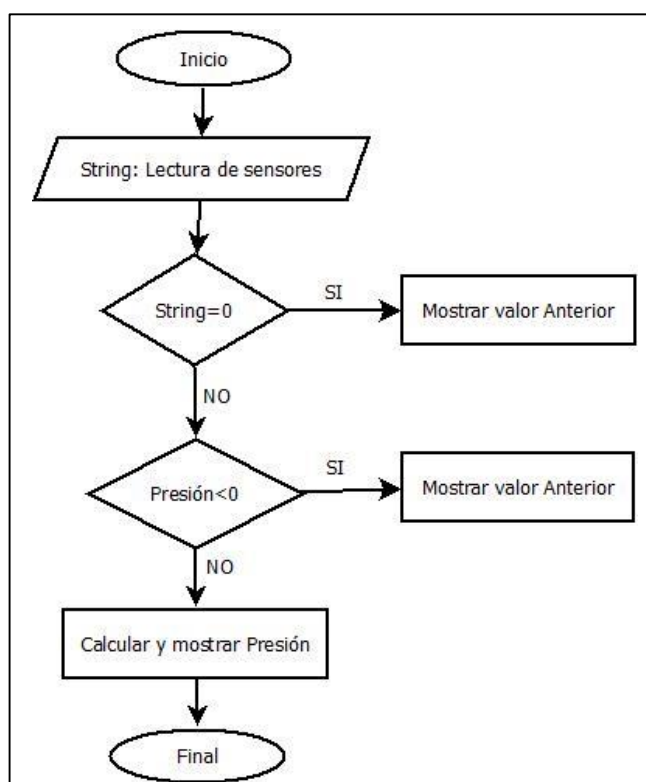 Inicio
String: Lectura de sensores
String=0
SI
Mostrar valor Anterior
NO
Presión<0
SI
Mostrar valor Anterior
NO
Calcular y mostrar Presión
Final